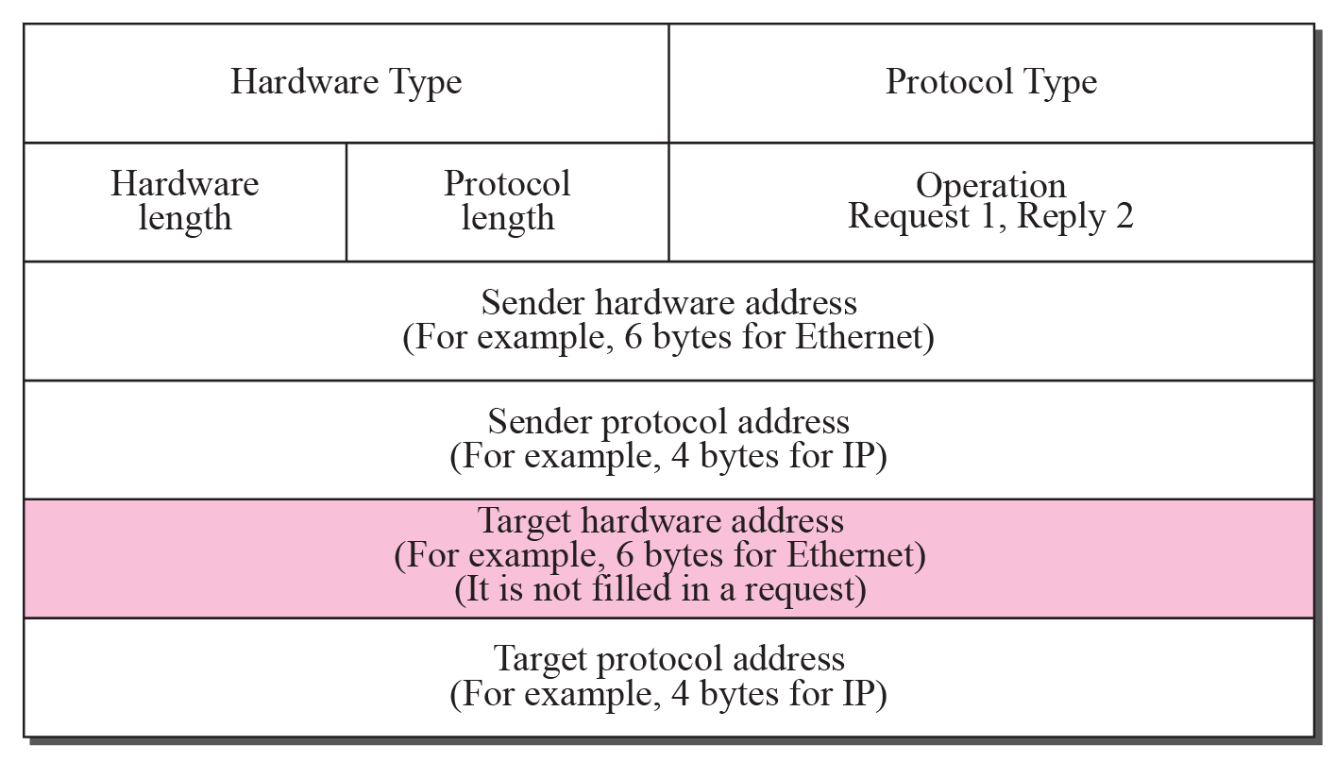 Hardware Type
Protocol Type
Hardware
length
Protocol
length
Operation
Request 1, Reply 2
Sender hardware address
(For example, 6 bytes for Ethernet)
Sender protocol address
(For example, 4 bytes for IP)
Target hardware address
(For example, 6 bytes for Ethernet)
(It is not filled in a request)
Target protocol address
(For example, 4 bytes for IP)